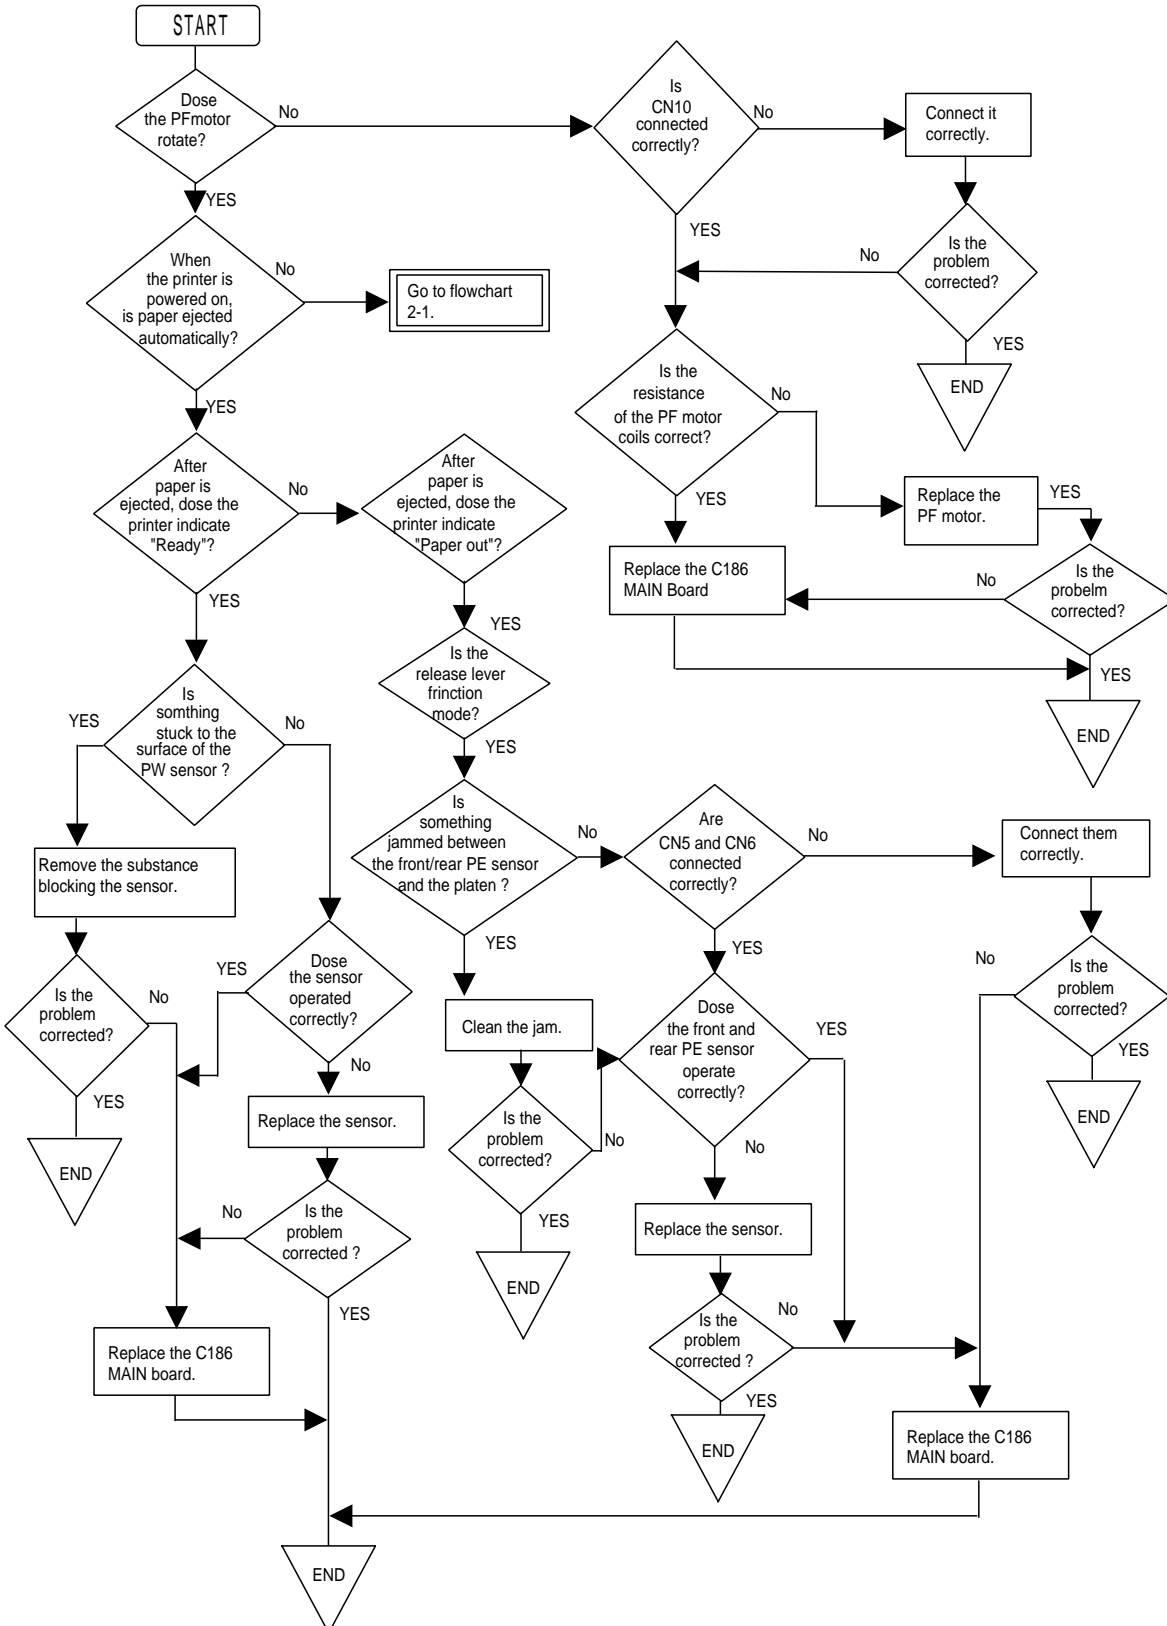 START
Dose
the PFmotor
rotate?
No
YES
When
the printer is
powered on,
is paper ejected
automatically?
No
Go to flowchart
2-1.
YES
After
paper is
ejected, dose the
printer indicate
"Ready"?
No
After
paper is
ejected, dose the
printer indicate
"Paper out"?
YES
YES
Is the
release lever
frinction
mode?
YES
Is
CN10
connected
correctly?
No
Connect it
correctly.
YES
Is the
problem
corrected?
No
YES
END
Is the
resistance
of the PF motor
coils correct?
No
YES
Replace the
PF motor.
YES
Replace the C186
MAIN Board
No
Is the
probelm
corrected?
YES
END
Is
somthing
stuck to the
surface of the
PW sensor ?
YES
No
Remove the substance
blocking the sensor.
Is the
problem
corrected?
No
YES
END
YES
Dose
the sensor
operated
correctly?
No
Replace the sensor.
No
Is the
problem
corrected ?
YES
Replace the C186
MAIN board.
Is
something
jammed between
the front/rear PE sensor
and the platen ?
No
YES
Clean the jam.
Is the
problem
corrected?
No
YES
END
Are
CN5 and CN6
connected
correctly?
No
YES
Connect them
correctly.
No
Is the
problem
corrected?
YES
END
Dose
the front and
rear PE sensor
operate
correctly?
YES
No
Replace the sensor.
Is the
problem
corrected ?
No
YES
END
Replace the C186
MAIN board.
END